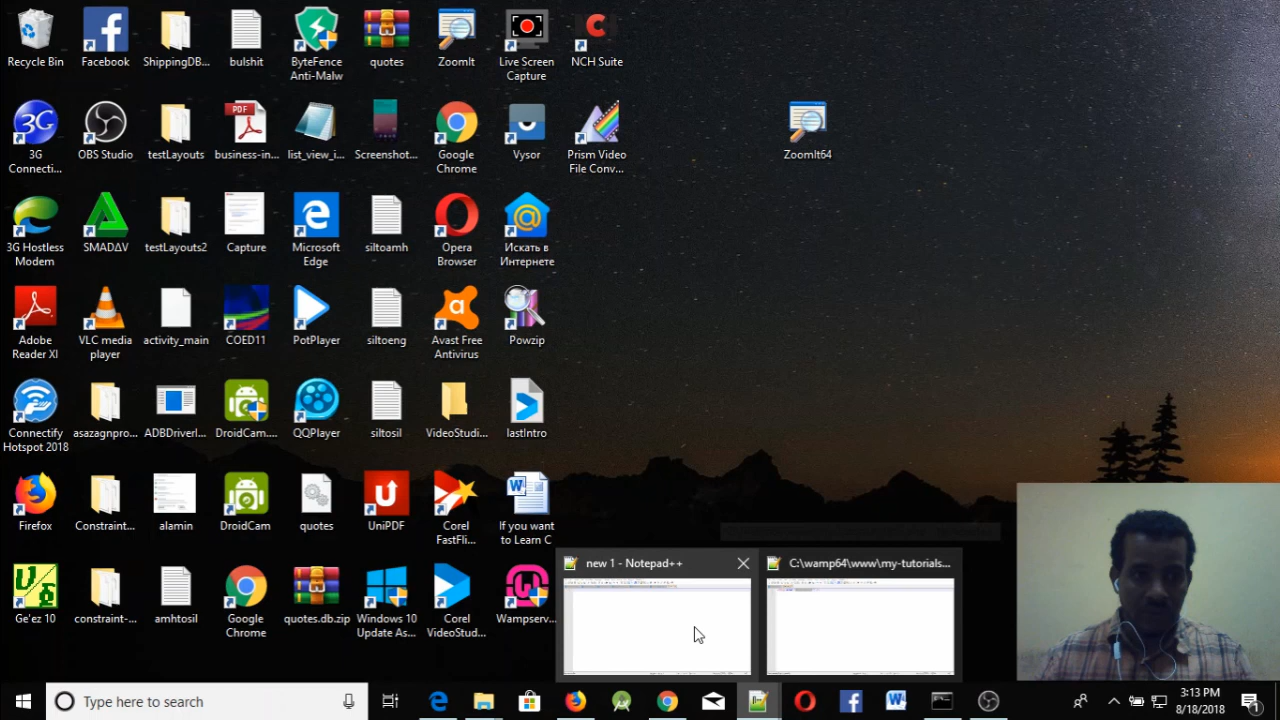 Recycle Bin
Facebook
ShippingDB...
bulshit
ByteFence
Anti-Malw
quotes
ZoomIt
Live Screen
Capture
NCH Suite
3G
Connecti...
OBS Studio
testLayouts
PDF
business-in...
list_view_i...
Screenshot...
Google
Chrome
Vysor
Prism Video
File Conv...
ZoomIt64
3G Hostless
Modem
SMADΔV
testLayouts2
Capture
Microsoft
Edge
siltoamh
Opera
Browser
Искать в
Интернете
Adobe
Reader XI
VLC media
player
activity_main
COED11
PotPlayer
siltoeng
Avast Free
Antivirus
Powzip
Connectify
Hotspot 2018
asazagnpro...
ADBDriverI...
DroidCam...
QQPlayer
siltosil
VideoStudi...
lastIntro
Firefox
Constraint...
alamin
DroidCam
quotes
UniPDF
Corel
FastFli...
If you want
to Learn C
Ge'ez 10
constraint-...
amhtosil
Google
Chrome
quotes.db.zip
Windows 10
Update As...
Corel
VideoStud...
Wampserv...
new 1 - Notepad++
C:\wamp64\www\my-tutorials...
Type here to search
3:13 PM
8/18/2018
1